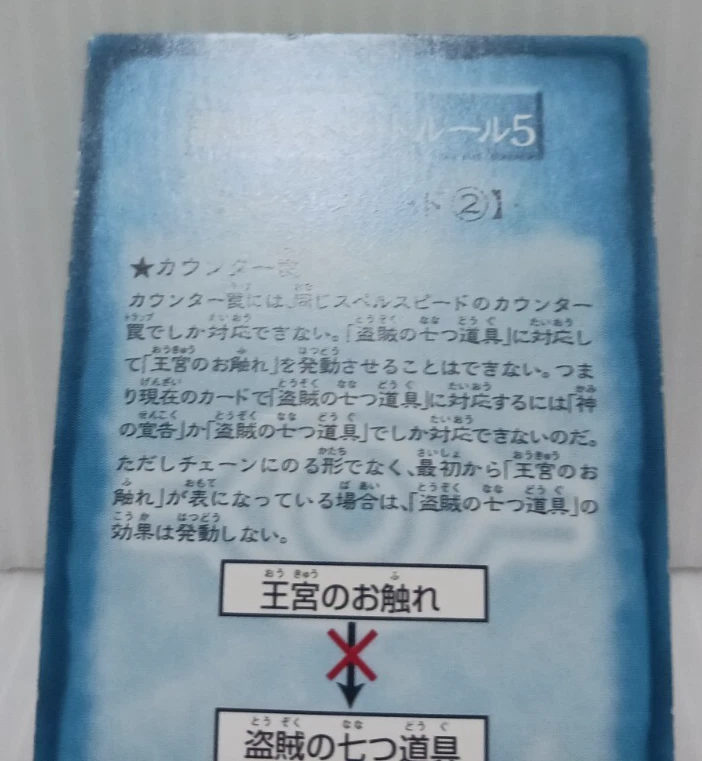 ルール5
ド②】
★カウンター罠
カウンター罠には、同じスペルスピードのカウンター
罠でしか対応できない。「盗賊の七つ道具」に対応し
て「王宮のお触れ」を発動させることはできない。つま
り現在のカードで「盗賊の七つ道具」に対応するには「神
の宣告」か「盗賊の七つ道具」でしか対応できないのだ。
ただしチェーンにのる形でなく、最初から「王宮のお
触れ」が表になっている場合は、「盗賊の七つ道具」の
効果は発動しない。
王宮のお触れ
盗賊の七つ道具